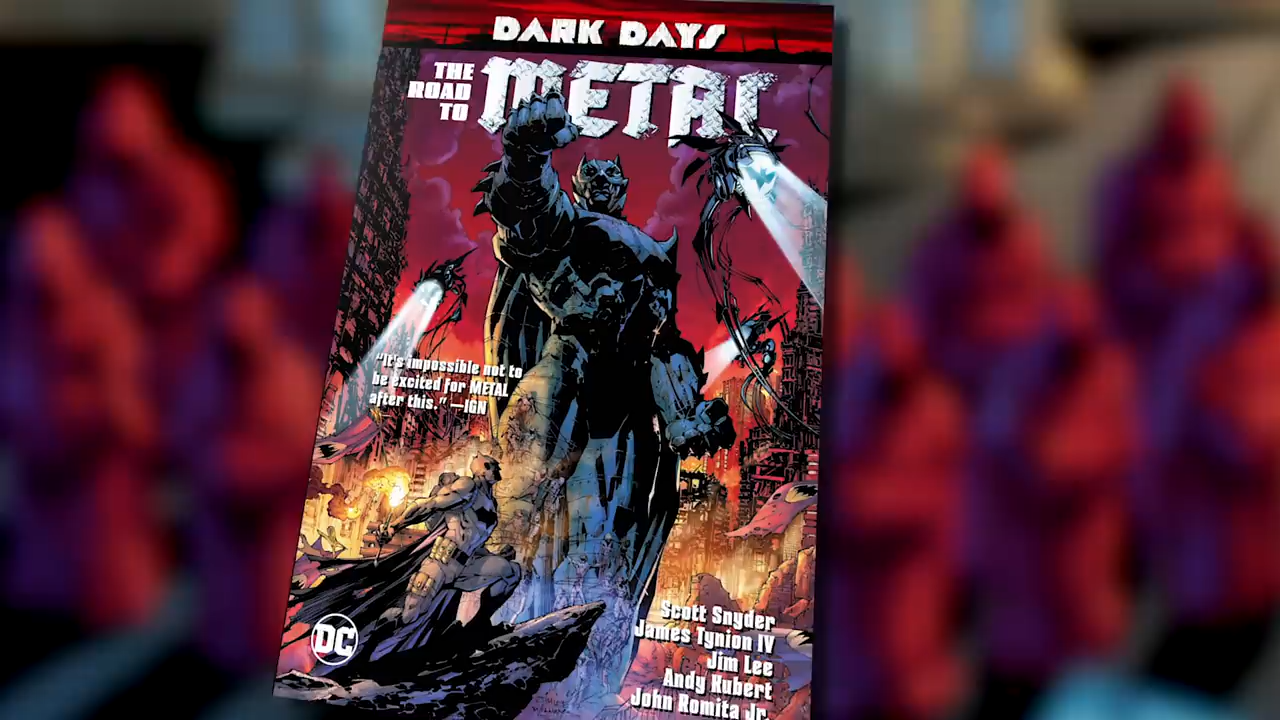 DARK DAYS
THE
ROAD
TO
METAL
"It's impossible not to
be excited for METAL
after this." —IGN
DC
Scott Snyder
James Tynion IV
Jim Lee
Andy Kubert
John Romita Jr.